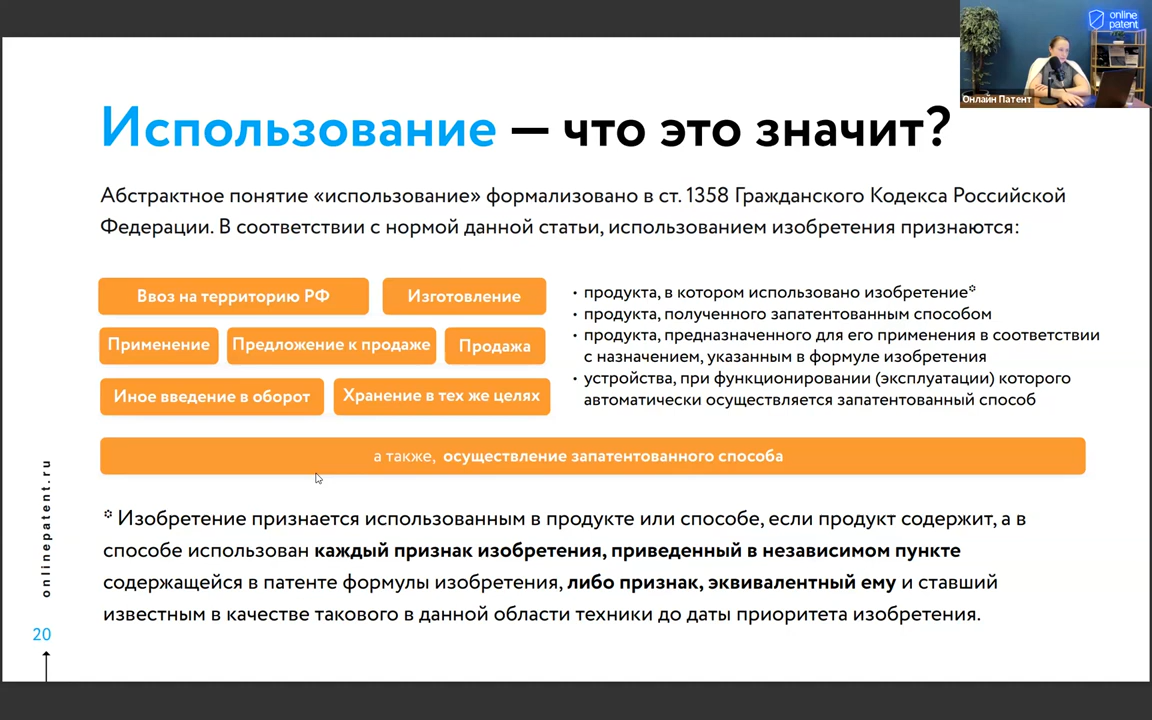 online
patent
Онлайн Патент
Использование — что это значит?
Абстрактное понятие «использование» формализовано в ст. 1358 Гражданского Кодекса Российской
Федерации. В соответствии с нормой данной статьи, использованием изобретения признаются:
Ввоз на территорию РФ
Изготовление
Применение
Предложение к продаже
Продажа
Иное введение в оборот
Хранение в тех же целях
• продукта, в котором использовано изобретение*
• продукта, полученного запатентованным способом
• продукта, предназначенного для его применения в соответствии
с назначением, указанным в формуле изобретения
• устройства, при функционировании (эксплуатации) которого
автоматически осуществляется запатентованный способ
а также, осуществление запатентованного способа
* Изобретение признается использованным в продукте или способе, если продукт содержит, а в
способе использован каждый признак изобретения, приведенный в независимом пункте
содержащейся в патенте формулы изобретения, либо признак, эквивалентный ему и ставший
известным в качестве такового в данной области техники до даты приоритета изобретения.
onlinepatent.ru
20